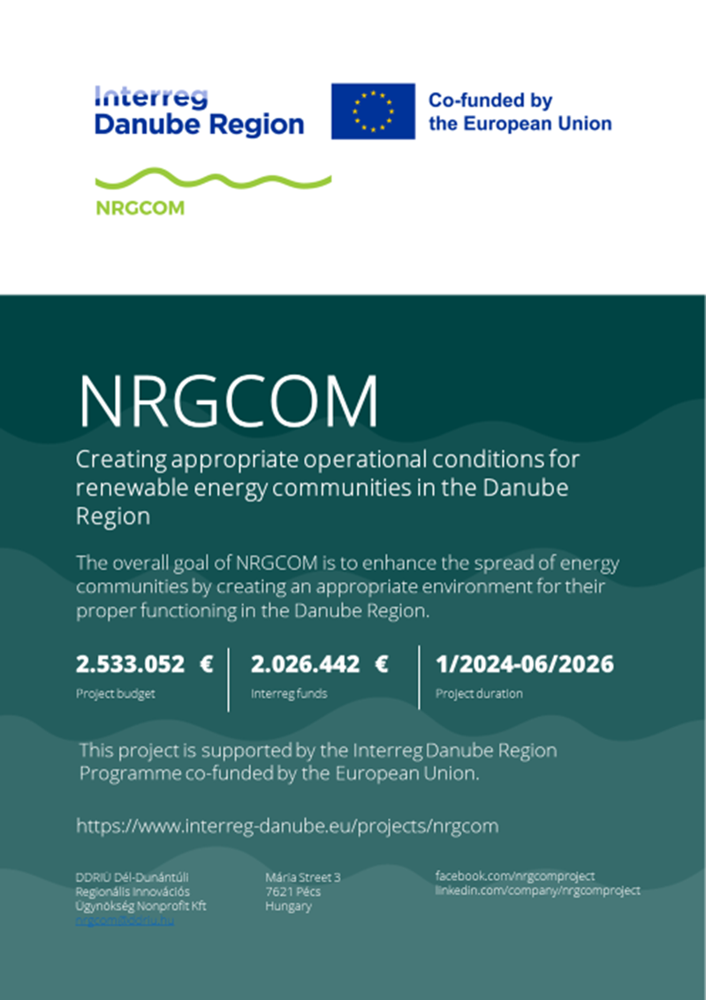 Interreg
Danube Region
Co-funded by
the European Union
NRGCOM
NRGCOM
Creating appropriate operational conditions for
renewable energy communities in the Danube
Region
The overall goal of NRGCOM is to enhance the spread of energy
communities by creating an appropriate environment for their
proper functioning in the Danube Region.
2.533.052 €
Project budget
2.026.442 €
Interreg funds
1/2024-06/2026
Project duration
This project is supported by the Interreg Danube Region
Programme co-funded by the European Union.
https://www.interreg-danube.eu/projects/nrgcom
DDRIÜ Dél-Dunántúli
Regionális Innovációs
Ügynökség Nonprofit Kft
nrgcom@ddriu.hu
Mária Street 3
7621 Pécs
Hungary
facebook.com/nrgcomproject
linkedin.com/company/nrgcomproject